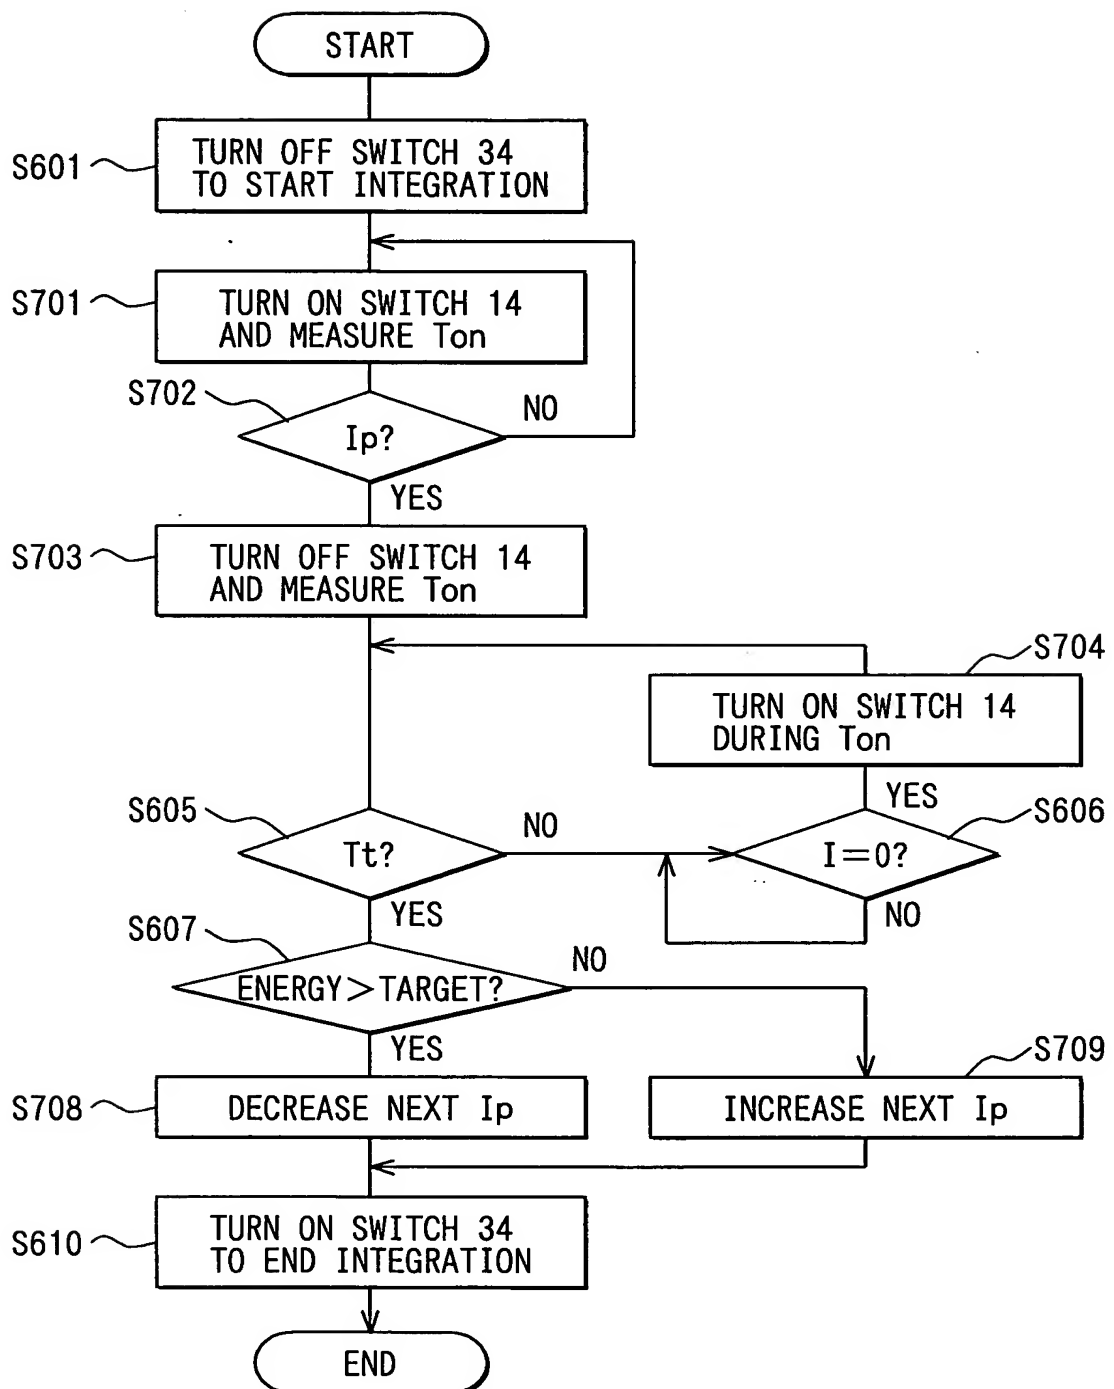 START
S601
TURN OFF SWITCH 34
TO START INTEGRATION
S701
TURN ON SWITCH 14
AND MEASURE Ton
S702
Ip?
NO
YES
S703
TURN OFF SWITCH 14
AND MEASURE Ton
S704
TURN ON SWITCH 14
DURING Ton
YES
S605
Tt?
NO
S606
I=0?
NO
YES
S607
ENERGY>TARGET?
NO
YES
S708
DECREASE NEXT Ip
S709
INCREASE NEXT Ip
S610
TURN ON SWITCH 34
TO END INTEGRATION
END